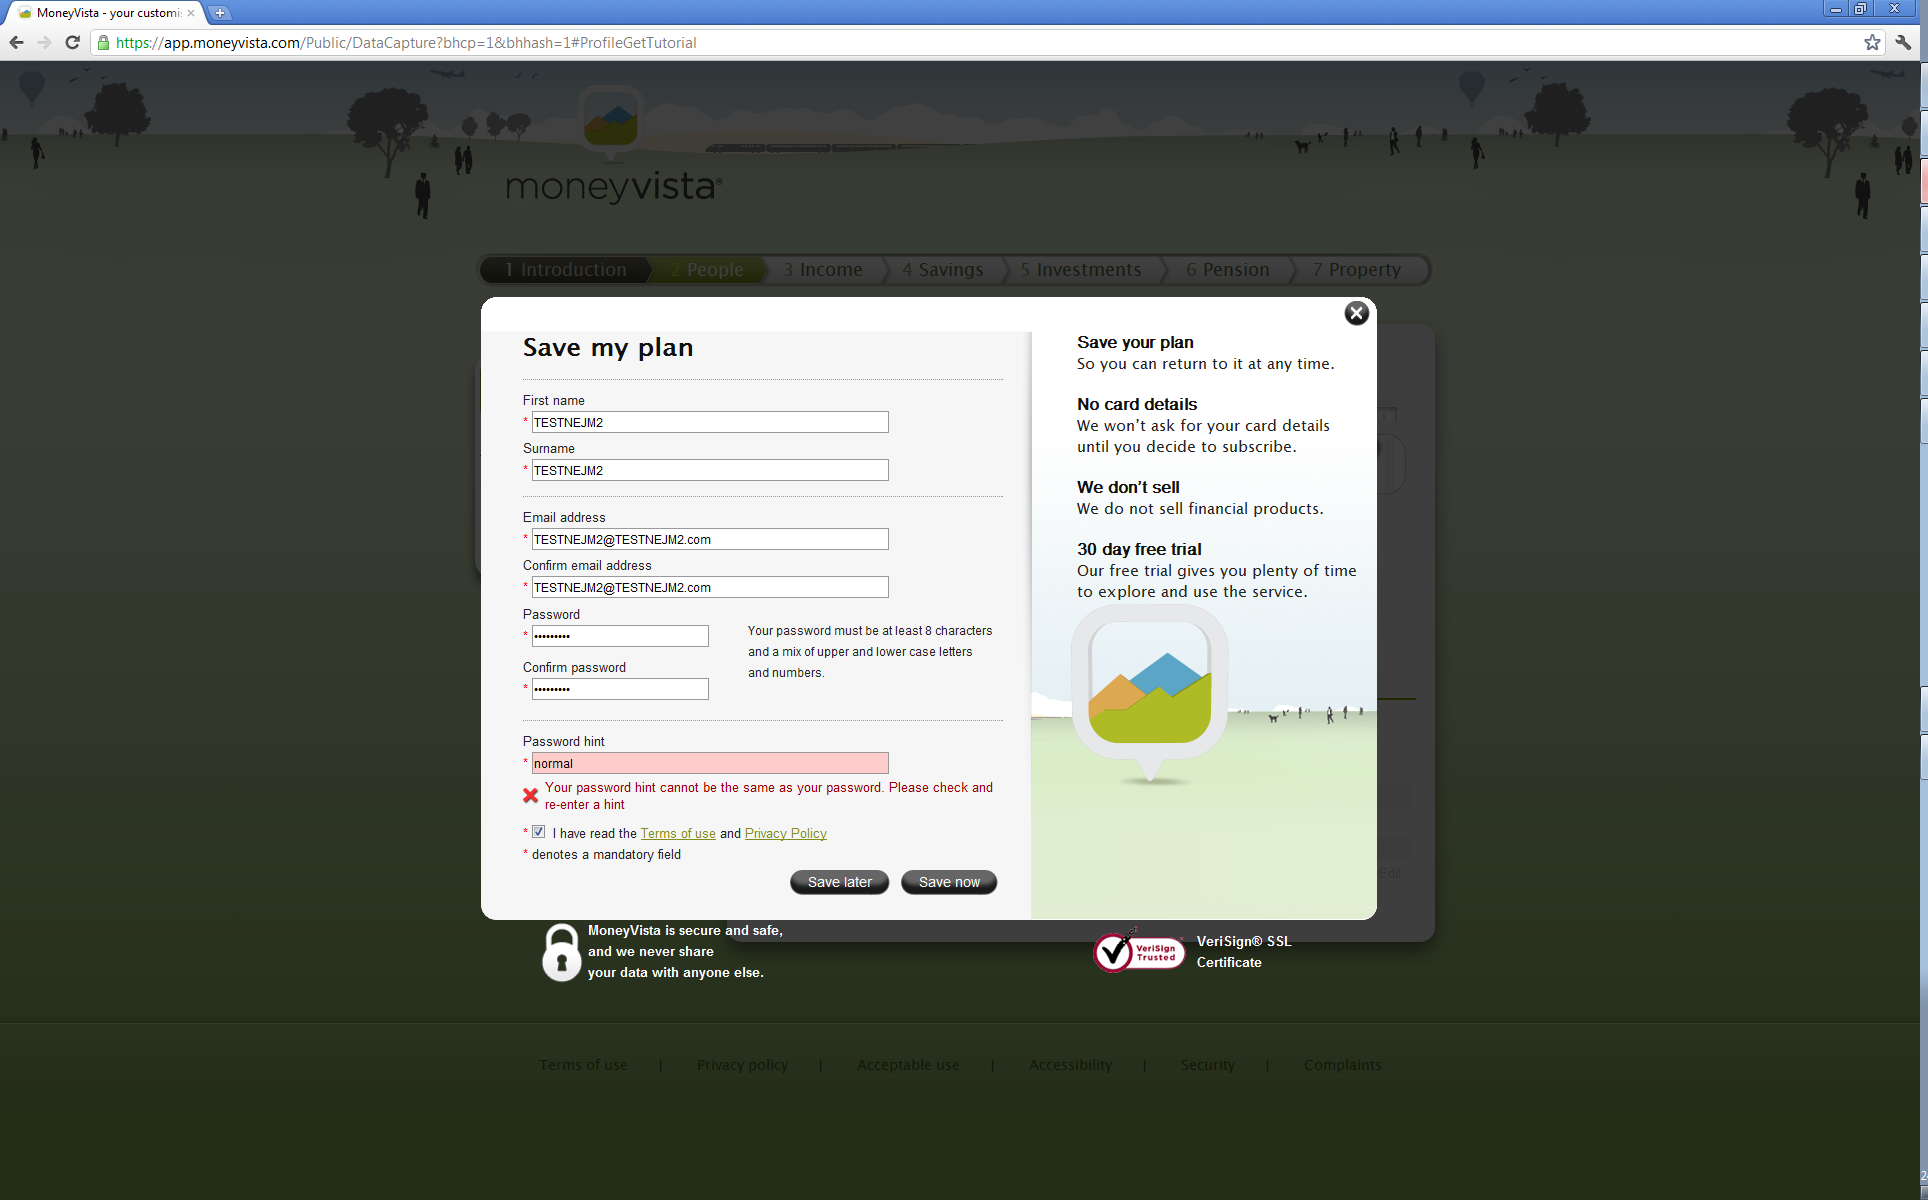 MoneyVista - your customi
https://app.moneyvista.com/Public/DataCapture?bhcp=1&bhhash=1#ProfileGetTutorial
moneyvista®
1 Introduction
2 People
3 Income
4 Savings
5 Investments
6 Pension
7 Property
Save my plan
First name
* TESTNEJM2
Surname
* TESTNEJM2
Email address
* TESTNEJM2@TESTNEJM2.com
Confirm email address
* TESTNEJM2@TESTNEJM2.com
Password
* •••••••••
Your password must be at least 8 characters
and a mix of upper and lower case letters
and numbers.
Confirm password
* •••••••••
Password hint
* normal
Your password hint cannot be the same as your password. Please check and
re-enter a hint
* I have read the Terms of use and Privacy Policy
* denotes a mandatory field
Save later
Save now
Save your plan
So you can return to it at any time.
No card details
We won't ask for your card details
until you decide to subscribe.
We don't sell
We do not sell financial products.
30 day free trial
Our free trial gives you plenty of time
to explore and use the service.
Edit
MoneyVista is secure and safe,
and we never share
your data with anyone else.
VeriSign
Trusted
VeriSign® SSL
Certificate
Terms of use | Privacy policy | Acceptable use | Accessibility | Security | Complaints